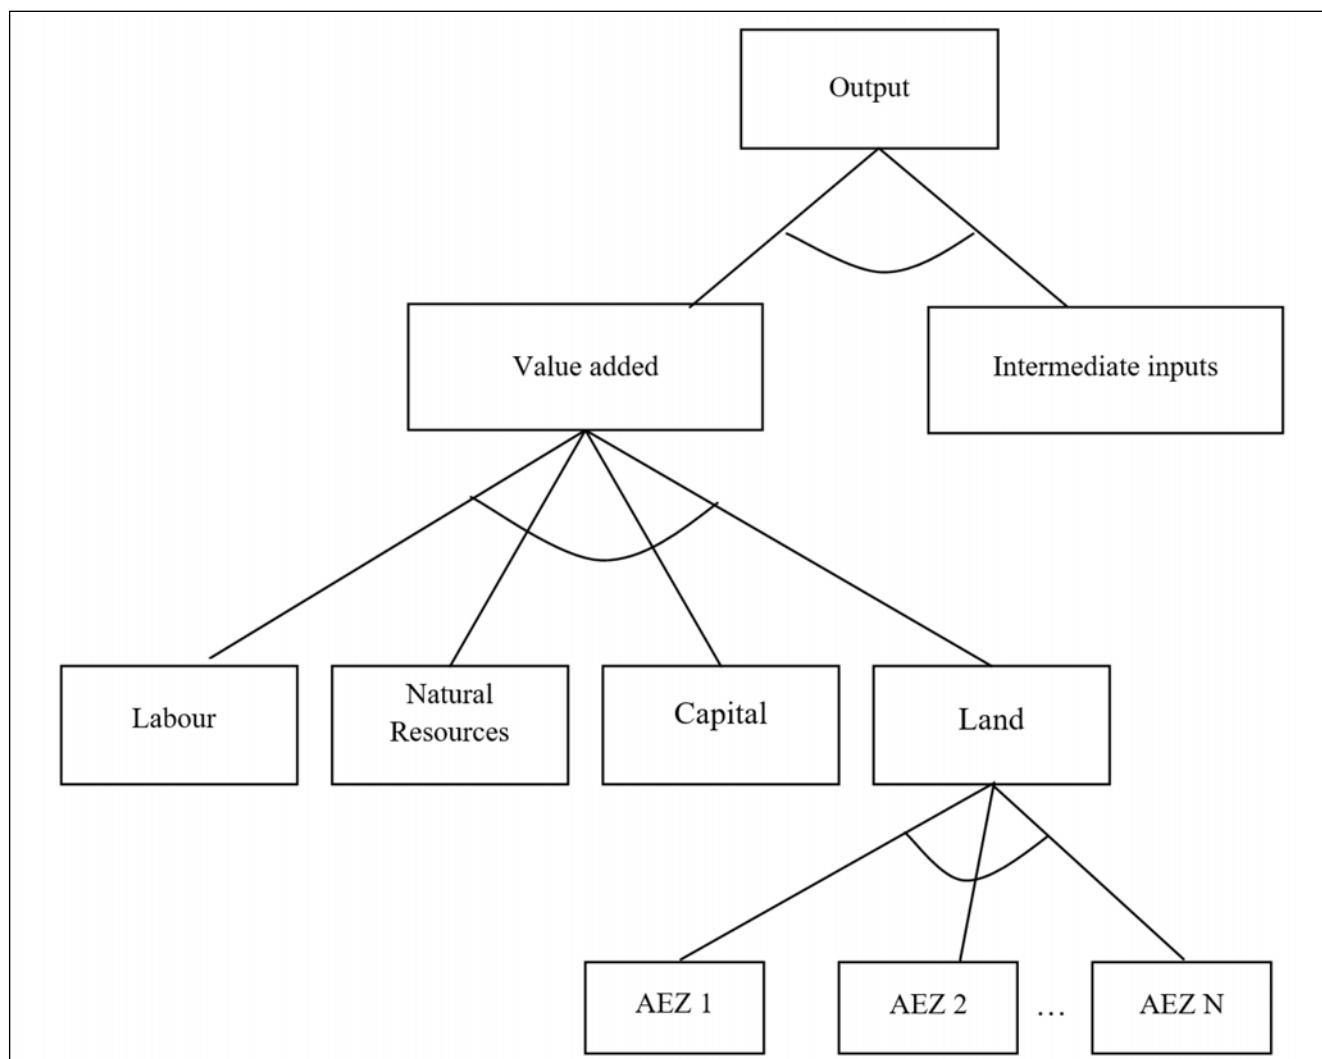 Output
Value added
Intermediate inputs
Labour
Natural
Resources
Capital
Land
AEZ 1
AEZ 2
…
AEZ N